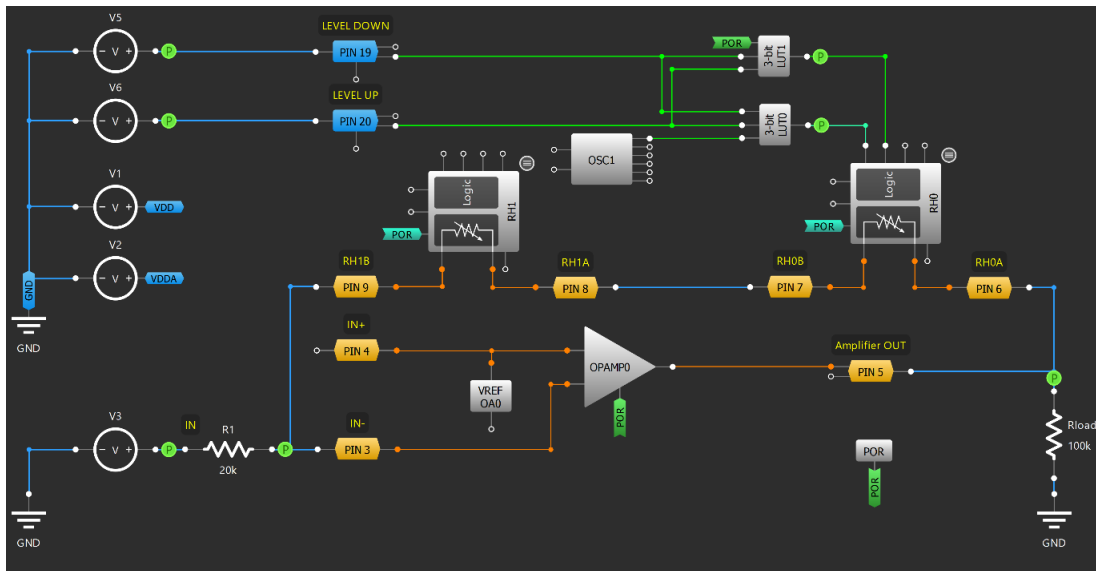 V5
V
LEVEL DOWN
PIN 19
POR
3-bit
LUT1
P
P
V6
V
LEVEL UP
PIN 20
3-bit
LUT0
P
P
OSC1
V1
V
VDD
Logic
RH1
POR
Logic
RH0
POR
V2
V
VDDA
GND
GND
RH1B
PIN 9
RH1A
PIN 8
RH0B
PIN 7
RH0A
PIN 6
IN+
PIN 4
VREF
OA0
OPAMP0
POR
Amplifier OUT
PIN 5
P
V3
V
P
IN
R1
20k
P
IN-
PIN 3
POR
POR
Rload
100k
GND
GND